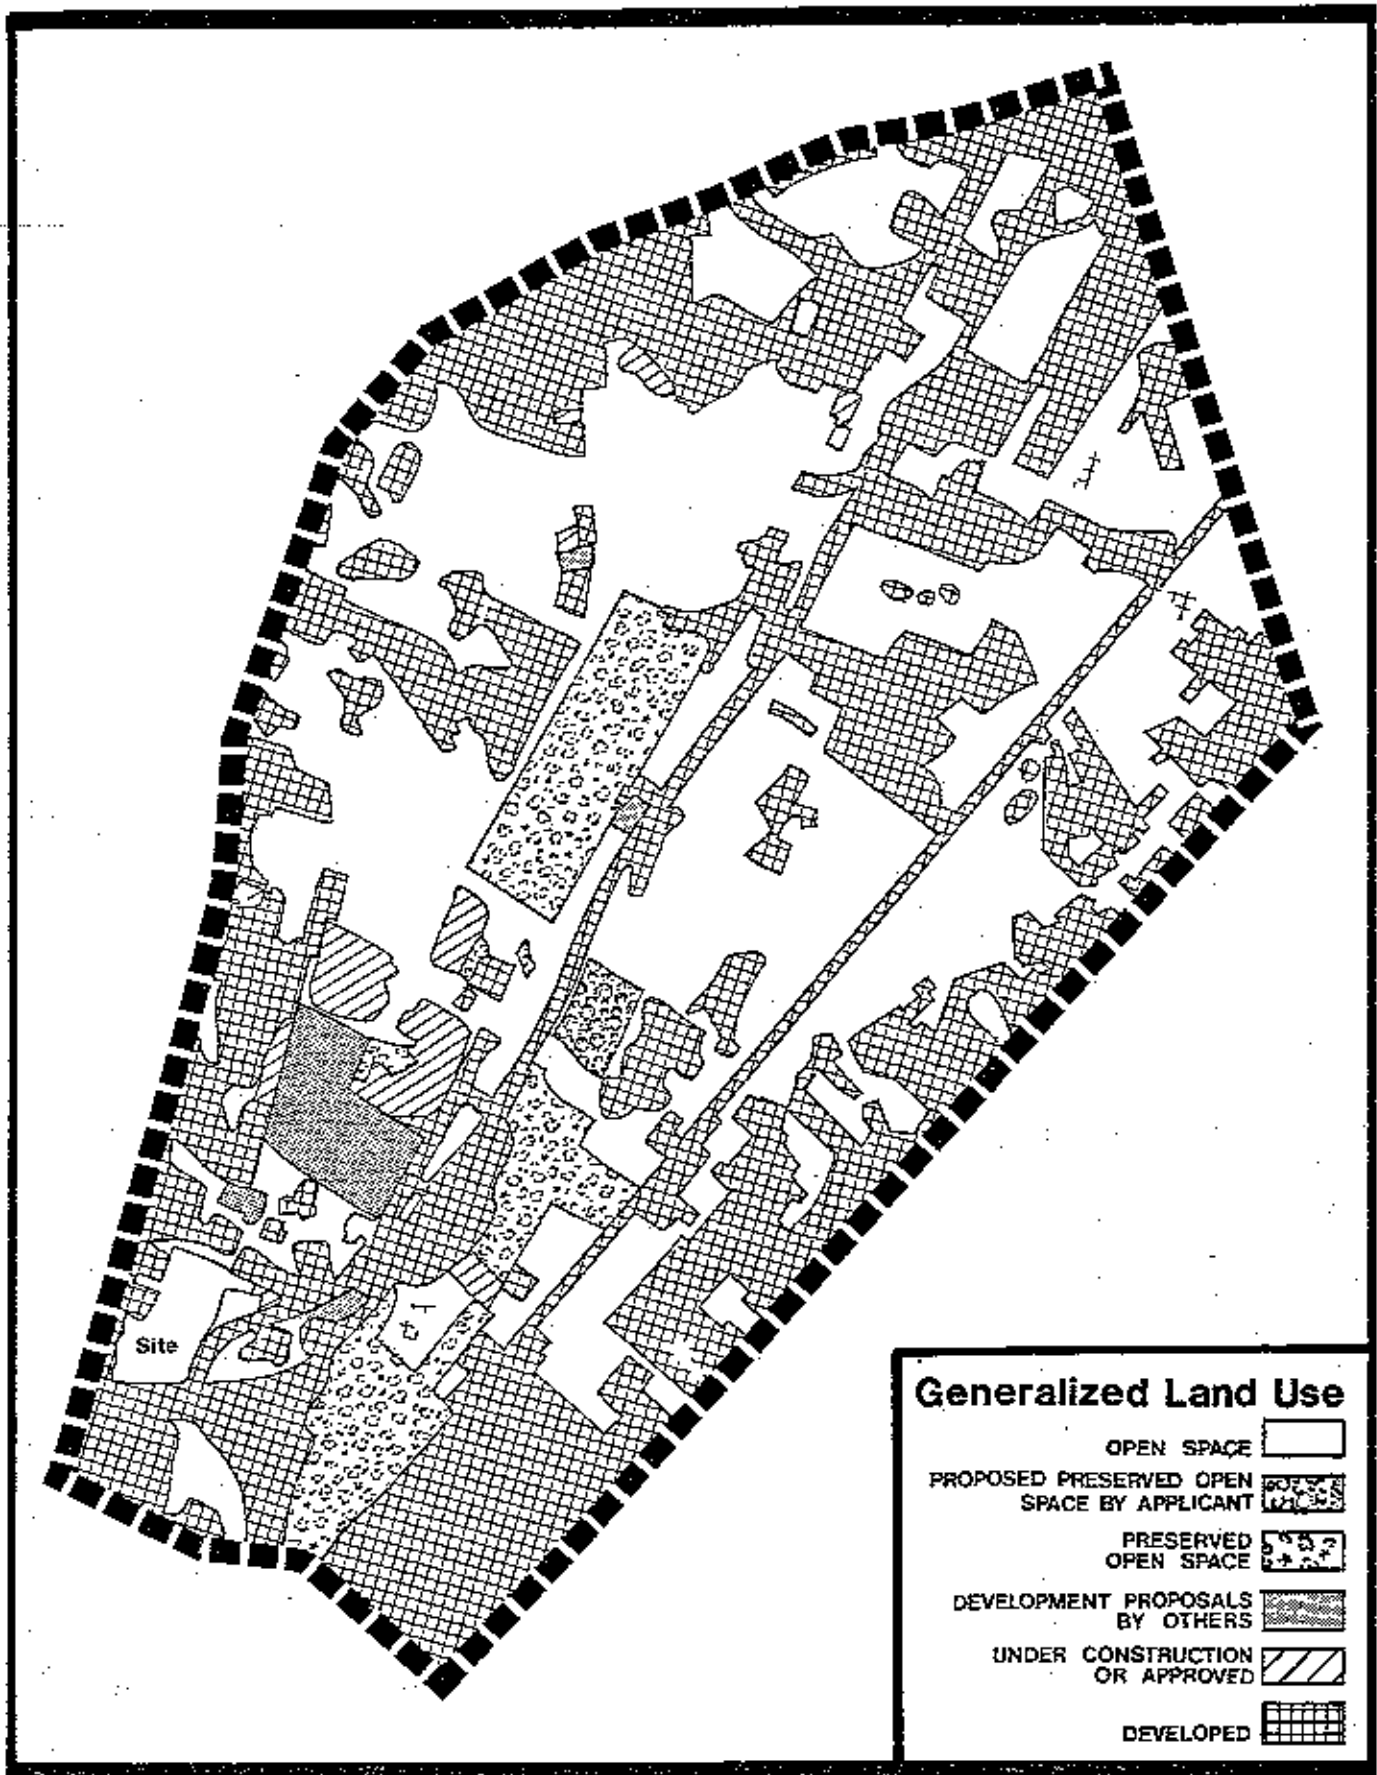 Site
Generalized Land Use
OPEN SPACE
PROPOSED PRESERVED OPEN
SPACE BY APPLICANT
PRESERVED
OPEN SPACE
DEVELOPMENT PROPOSALS
BY OTHERS
UNDER CONSTRUCTION
OR APPROVED
DEVELOPED